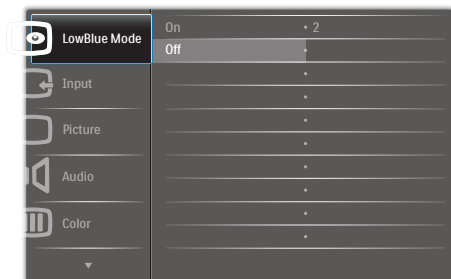 LowBlue Mode
On • 2
Off •
Input
Picture
Audio
Color